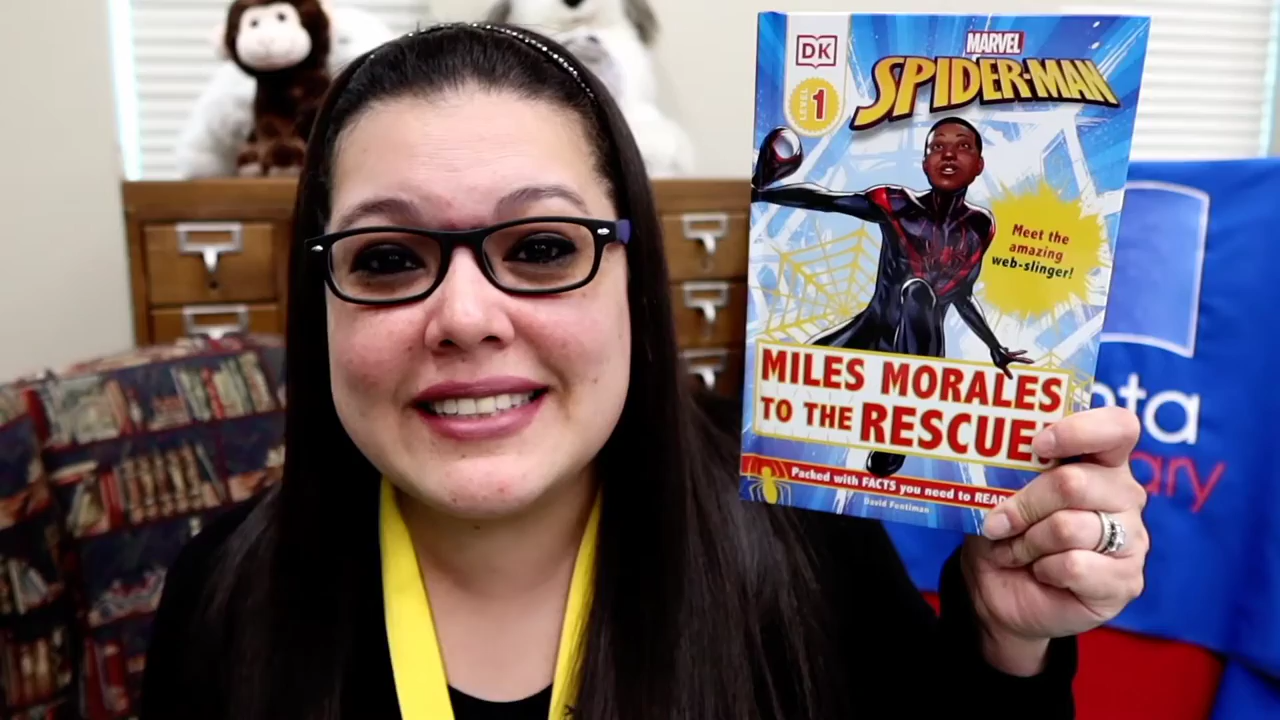 DK
LEVEL 1
MARVEL
SPIDER-MAN
Meet the
amazing
web-slinger!
MILES MORALES
TO THE RESCUE!
Packed with FACTS you need to READ
David Fentiman